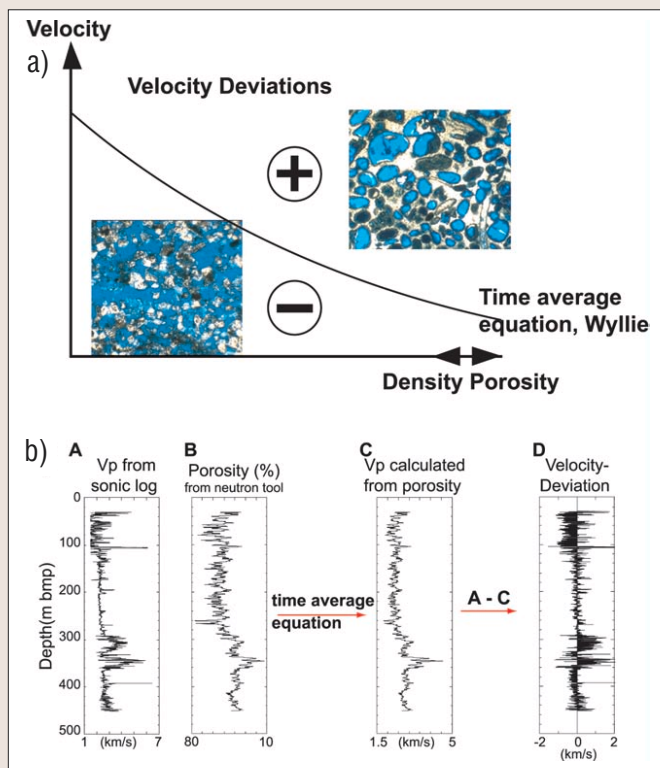 Velocity
a)
Velocity Deviations
+
−
Time average
equation, Wyllie
Density Porosity
b)
A
Vp from
sonic log
B
Porosity (%)
from neutron tool
C
Vp calculated
from porosity
D
Velocity-
Deviation
Depth(m bmp)
0
100
200
300
400
500
time average
equation
A - C
1 (km/s) 7
80 10
1.5 (km/s) 5
-2 0 2
(km/s)